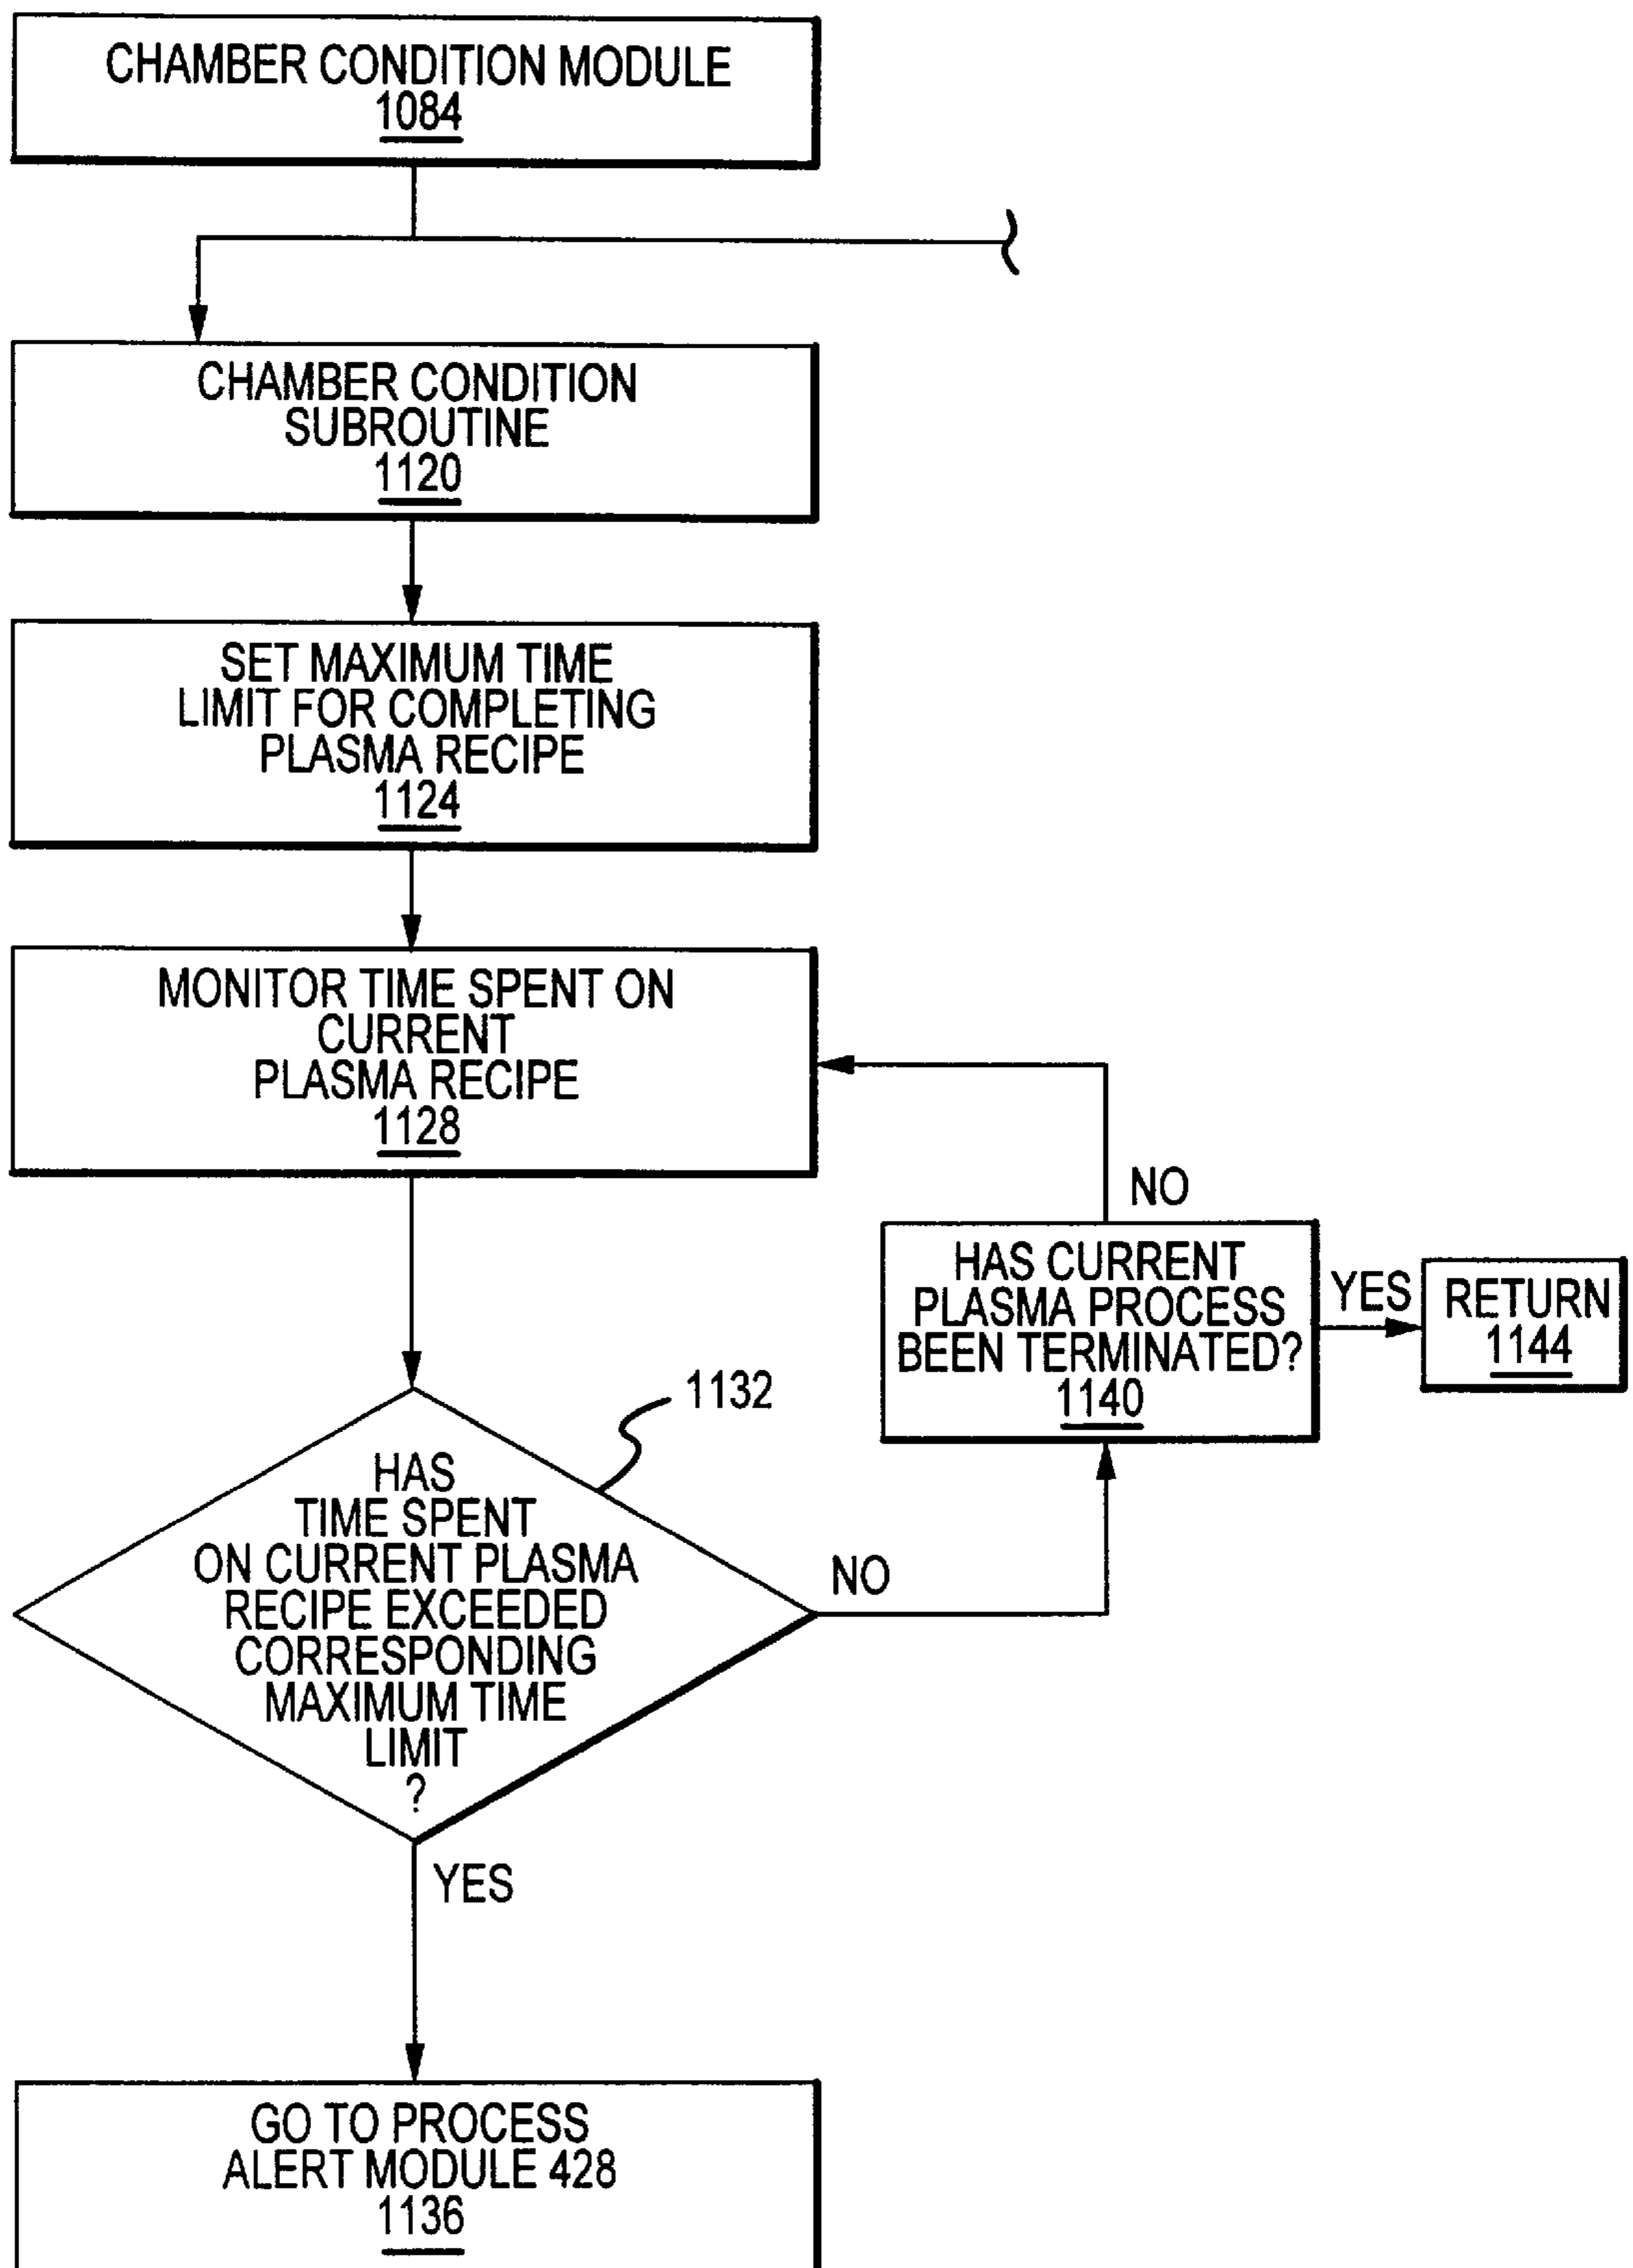 CHAMBER CONDITION MODULE
1084
CHAMBER CONDITION
SUBROUTINE
1120
SET MAXIMUM TIME
LIMIT FOR COMPLETING
PLASMA RECIPE
1124
MONITOR TIME SPENT ON
CURRENT
PLASMA RECIPE
1128
NO
HAS CURRENT
PLASMA PROCESS
BEEN TERMINATED?
1140
YES
RETURN
1144
1132
HAS
TIME SPENT
ON CURRENT PLASMA
RECIPE EXCEEDED
CORRESPONDING
MAXIMUM TIME
LIMIT
?
NO
YES
GO TO PROCESS
ALERT MODULE 428
1136